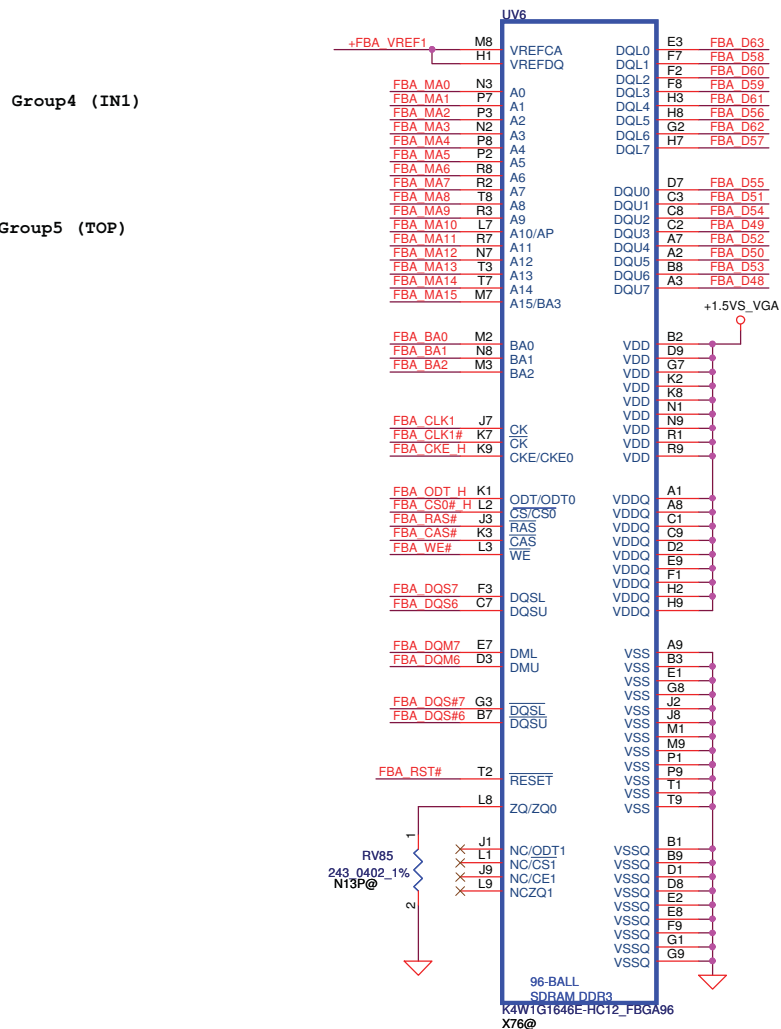 UV6
+FBA_VREF1 M8 VREFCA DQL0 E3 FBA_D63
H1 VREFDQ DQL1 F7 FBA_D58
DQL2 F2 FBA_D60
FBA_MA0 N3 A0 DQL3 F8 FBA_D59
Group4 (IN1) FBA_MA1 P7 A1 DQL4 H3 FBA_D61
FBA_MA2 P3 A2 DQL5 H8 FBA_D56
FBA_MA3 N2 A3 DQL6 G2 FBA_D62
FBA_MA4 P8 A4 DQL7 H7 FBA_D57
FBA_MA5 P2 A5
FBA_MA6 R8 A6
FBA_MA7 R2 A7 DQU0 D7 FBA_D55
FBA_MA8 T8 A8 DQU1 C3 FBA_D51
Group5 (TOP) FBA_MA9 R3 A9 DQU2 C8 FBA_D54
FBA_MA10 L7 A10/AP DQU3 C2 FBA_D49
FBA_MA11 R7 A11 DQU4 A7 FBA_D52
FBA_MA12 N7 A12 DQU5 A2 FBA_D50
FBA_MA13 T3 A13 DQU6 B8 FBA_D53
FBA_MA14 T7 A14 DQU7 A3 FBA_D48
FBA_MA15 M7 A15/BA3
+1.5VS_VGA
FBA_BA0 M2 BA0 VDD B2
FBA_BA1 N8 BA1 VDD D9
FBA_BA2 M3 BA2 VDD G7
VDD K2
VDD K8
VDD N1
FBA_CLK1 J7 CK VDD N9
FBA_CLK1# K7 CK VDD R1
FBA_CKE_H K9 CKE/CKE0 VDD R9
FBA_ODT_H K1 ODT/ODT0 VDDQ A1
FBA_CS0#_H L2 CS/CS0 VDDQ A8
FBA_RAS# J3 RAS VDDQ C1
FBA_CAS# K3 CAS VDDQ C9
FBA_WE# L3 WE VDDQ D2
VDDQ E9
VDDQ F1
FBA_DQS7 F3 DQSL VDDQ H2
FBA_DQS6 C7 DQSU VDDQ H9
FBA_DQM7 E7 DML VSS A9
FBA_DQM6 D3 DMU VSS B3
VSS E1
VSS G8
FBA_DQS#7 G3 DQSL VSS J2
FBA_DQS#6 B7 DQSU VSS J8
VSS M1
VSS M9
VSS P1
FBA_RST# T2 RESET VSS P9
VSS T1
L8 ZQ/ZQ0 VSS T9
1
J1 NC/ODT1 VSSQ B1
RV85 L1 NC/CS1 VSSQ B9
243_0402_1% J9 NC/CE1 VSSQ D1
N13P@ L9 NCZQ1 VSSQ D8
2 VSSQ E2
VSSQ E8
VSSQ F9
VSSQ G1
VSSQ G9
96-BALL
SDRAM DDR3
K4W1G1646E-HC12_FBGA96
X76@